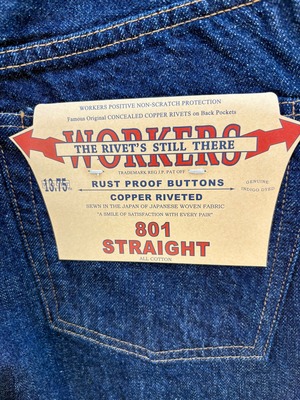 WORKERS POSITIVE NON-SCRATCH PROTECTION
Famous Original CONCEALED COPPER RIVETS on Back Pockets
WORKERS
THE RIVET'S STILL THERE
TRADEMARK REG. J.P. PAT OFF
13.75oz
RUST PROOF BUTTONS
GENUINE
INDIGO DYED
COPPER RIVETED
SEWN IN THE JAPAN OF JAPANESE WOVEN FABRIC
"A SMILE OF SATISFACTION WITH EVERY PAIR"
801
STRAIGHT
ALL COTTON